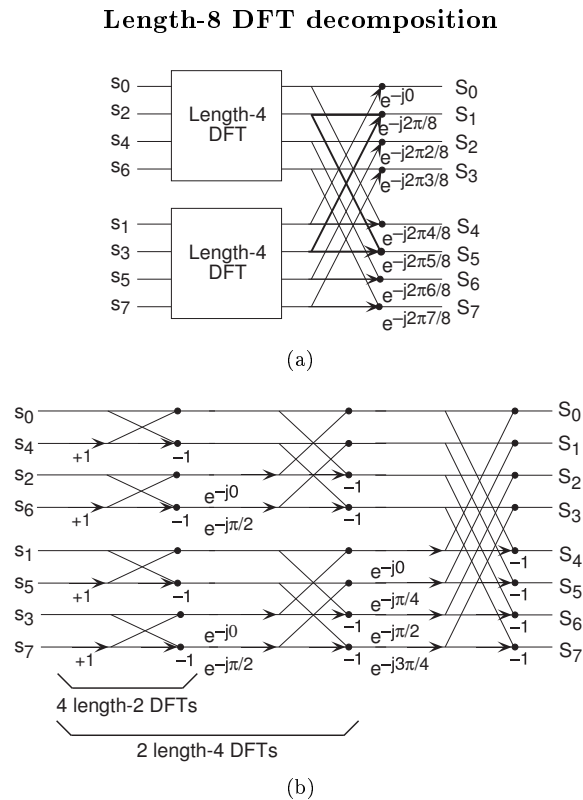 Length-8 DFT decomposition
s0 S0
e–j0
s2 Length-4 S1
DFT
e–j2π/8
s4 S2
e–j2π2/8
s6 S3
e–j2π3/8
s1 S4
Length-4
DFT
e–j2π4/8
s3 S5
e–j2π5/8
s5 S6
e–j2π6/8
s7 S7
e–j2π7/8
(a)
s0 S0
s4 S1
+1 –1
s2 S2
e–j0 –1
s6 S3
+1 –1 e–jπ/2 –1
s1 S4
e–j0 –1
s5 S5
+1 –1 e–jπ/4 –1
s3 S6
e–j0 –1 e–jπ/2 –1
s7 S7
+1 –1 e–jπ/2 –1 e–j3π/4 –1
4 length-2 DFTs
2 length-4 DFTs
(b)